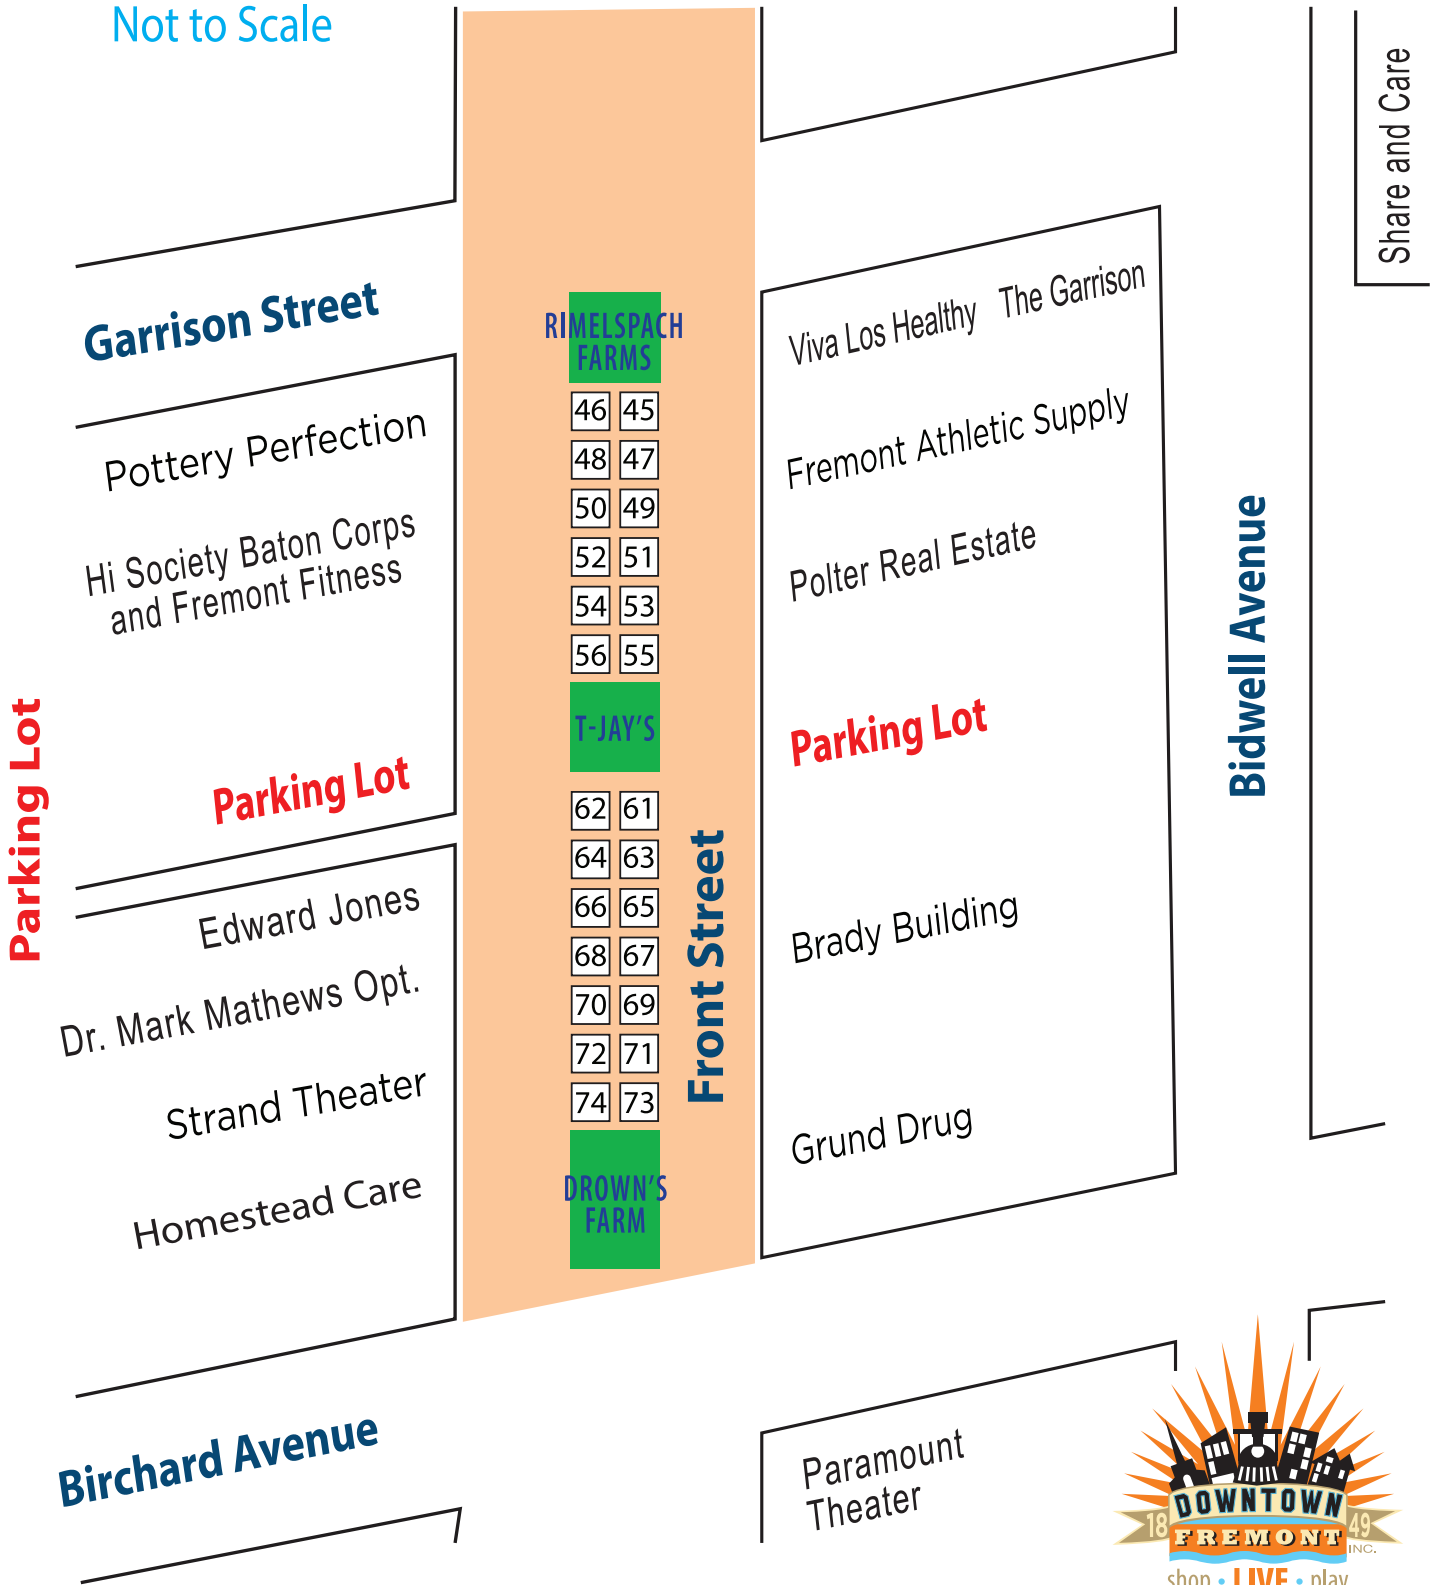 Not to Scale
Share and Care
Garrison Street
RIMELSPACH
FARMS
Viva Los Healthy The Garrison
46 45
Pottery Perfection
Fremont Athletic Supply
48 47
50 49
Hi Society Baton Corps
and Fremont Fitness
52 51
Polter Real Estate
54 53
56 55
Bidwell Avenue
T-JAY'S
Parking Lot
Parking Lot
Parking Lot
62 61
64 63
Front Street
66 65
Edward Jones
Brady Building
68 67
70 69
Dr. Mark Mathews Opt.
72 71
74 73
Strand Theater
Grund Drug
DROWN'S
FARM
Homestead Care
Birchard Avenue
Paramount
Theater
DOWNTOWN
18 FREMONT 49
INC.
shop • LIVE • play